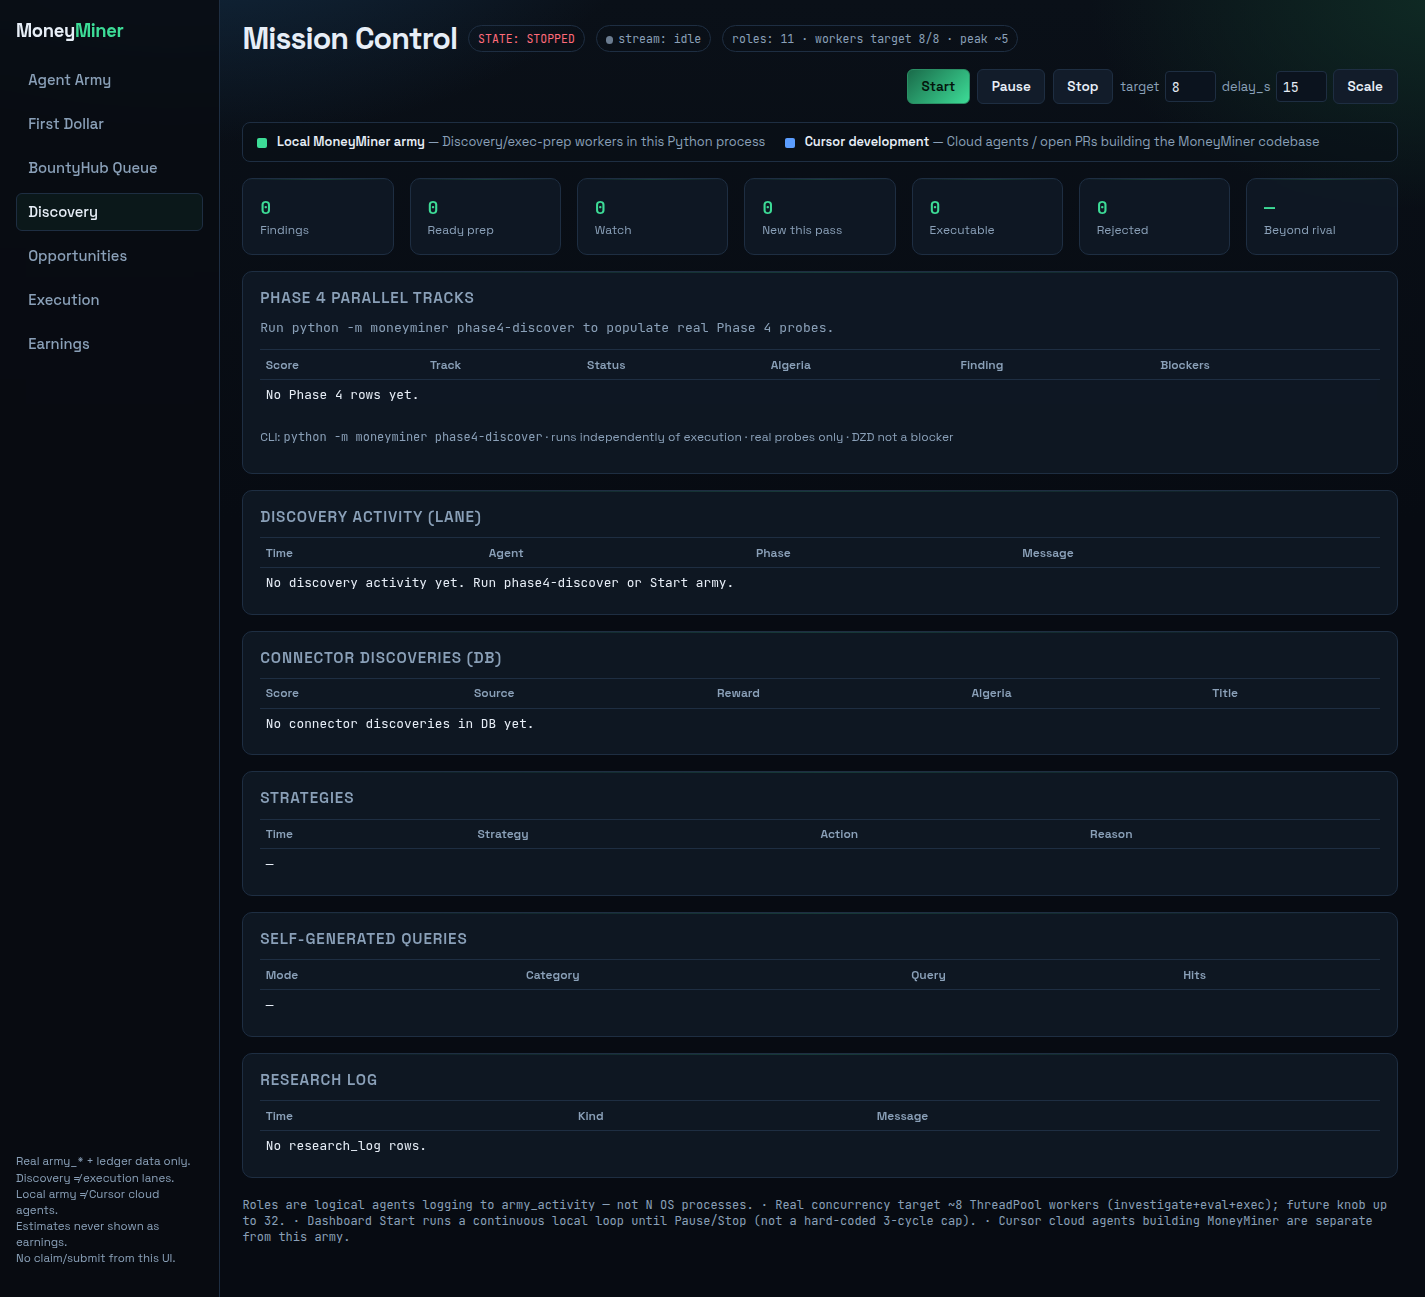 MoneyMiner
Agent Army
First Dollar
BountyHub Queue
Discovery
Opportunities
Execution
Earnings
Real army_* + ledger data only.
Discovery ≠ execution lanes.
Local army ≠ Cursor cloud
agents.
Estimates never shown as
earnings.
No claim/submit from this UI.
Mission Control
STATE: STOPPED
stream: idle
roles: 11 · workers target 8/8 · peak ~5
Start Pause Stop target 8 delay_s 15 Scale
Local MoneyMiner army — Discovery/exec-prep workers in this Python process
Cursor development — Cloud agents / open PRs building the MoneyMiner codebase
0
Findings
0
Ready prep
0
Watch
0
New this pass
0
Executable
0
Rejected
—
Beyond rival
PHASE 4 PARALLEL TRACKS
Run python -m moneyminer phase4-discover to populate real Phase 4 probes.
Score Track Status Algeria Finding Blockers
No Phase 4 rows yet.
CLI: python -m moneyminer phase4-discover · runs independently of execution · real probes only · DZD not a blocker
DISCOVERY ACTIVITY (LANE)
Time Agent Phase Message
No discovery activity yet. Run phase4-discover or Start army.
CONNECTOR DISCOVERIES (DB)
Score Source Reward Algeria Title
No connector discoveries in DB yet.
STRATEGIES
Time Strategy Action Reason
—
SELF-GENERATED QUERIES
Mode Category Query Hits
—
RESEARCH LOG
Time Kind Message
No research_log rows.
Roles are logical agents logging to army_activity — not N OS processes. · Real concurrency target ~8 ThreadPool workers (investigate+eval+exec); future knob up
to 32. · Dashboard Start runs a continuous local loop until Pause/Stop (not a hard-coded 3-cycle cap). · Cursor cloud agents building MoneyMiner are separate
from this army.